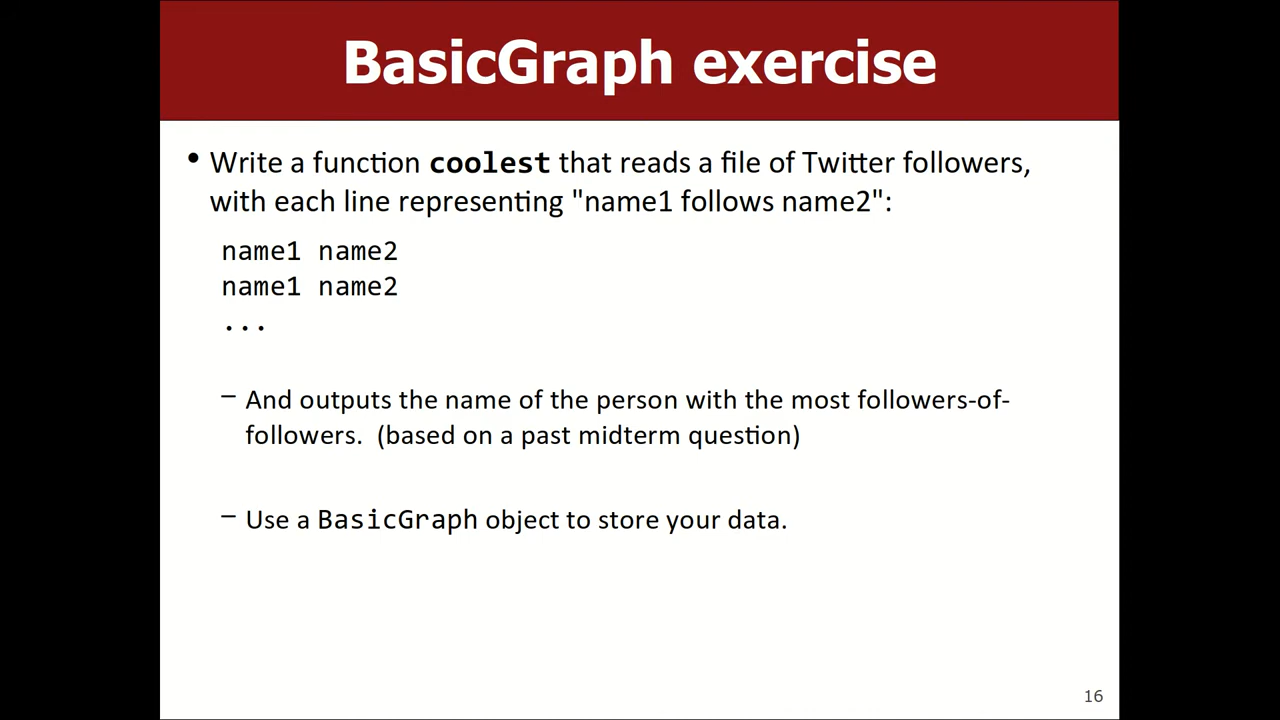 BasicGraph exercise
• Write a function coolest that reads a file of Twitter followers,
with each line representing "name1 follows name2":
name1 name2
name1 name2
...
– And outputs the name of the person with the most followers-of-
followers. (based on a past midterm question)
– Use a BasicGraph object to store your data.
16